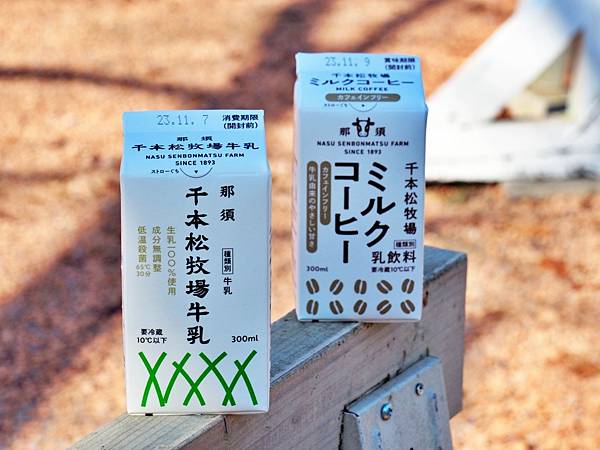 23.11.7
消費期限
(開封前)
那須
千本松牧場牛乳
NASU SENBONMATSU FARM
SINCE 1893
ストローぐち
那須
千本松牧場牛乳
種類別 牛乳
生乳一〇〇%使用
成分無調整
低温殺菌 65℃ 30分
要冷蔵
10℃以下
300ml
23.11.9
賞味期限
(開封前)
千本松牧場
ミルクコーヒー
MILK COFFEE
カフェインフリー
ストローぐち
那須
NASU SENBONMATSU FARM
SINCE 1893
千本松牧場
ミルク
コーヒー
カフェインフリー
牛乳由来のやさしい甘さ
種類別
乳飲料
300ml
要冷蔵10℃以下